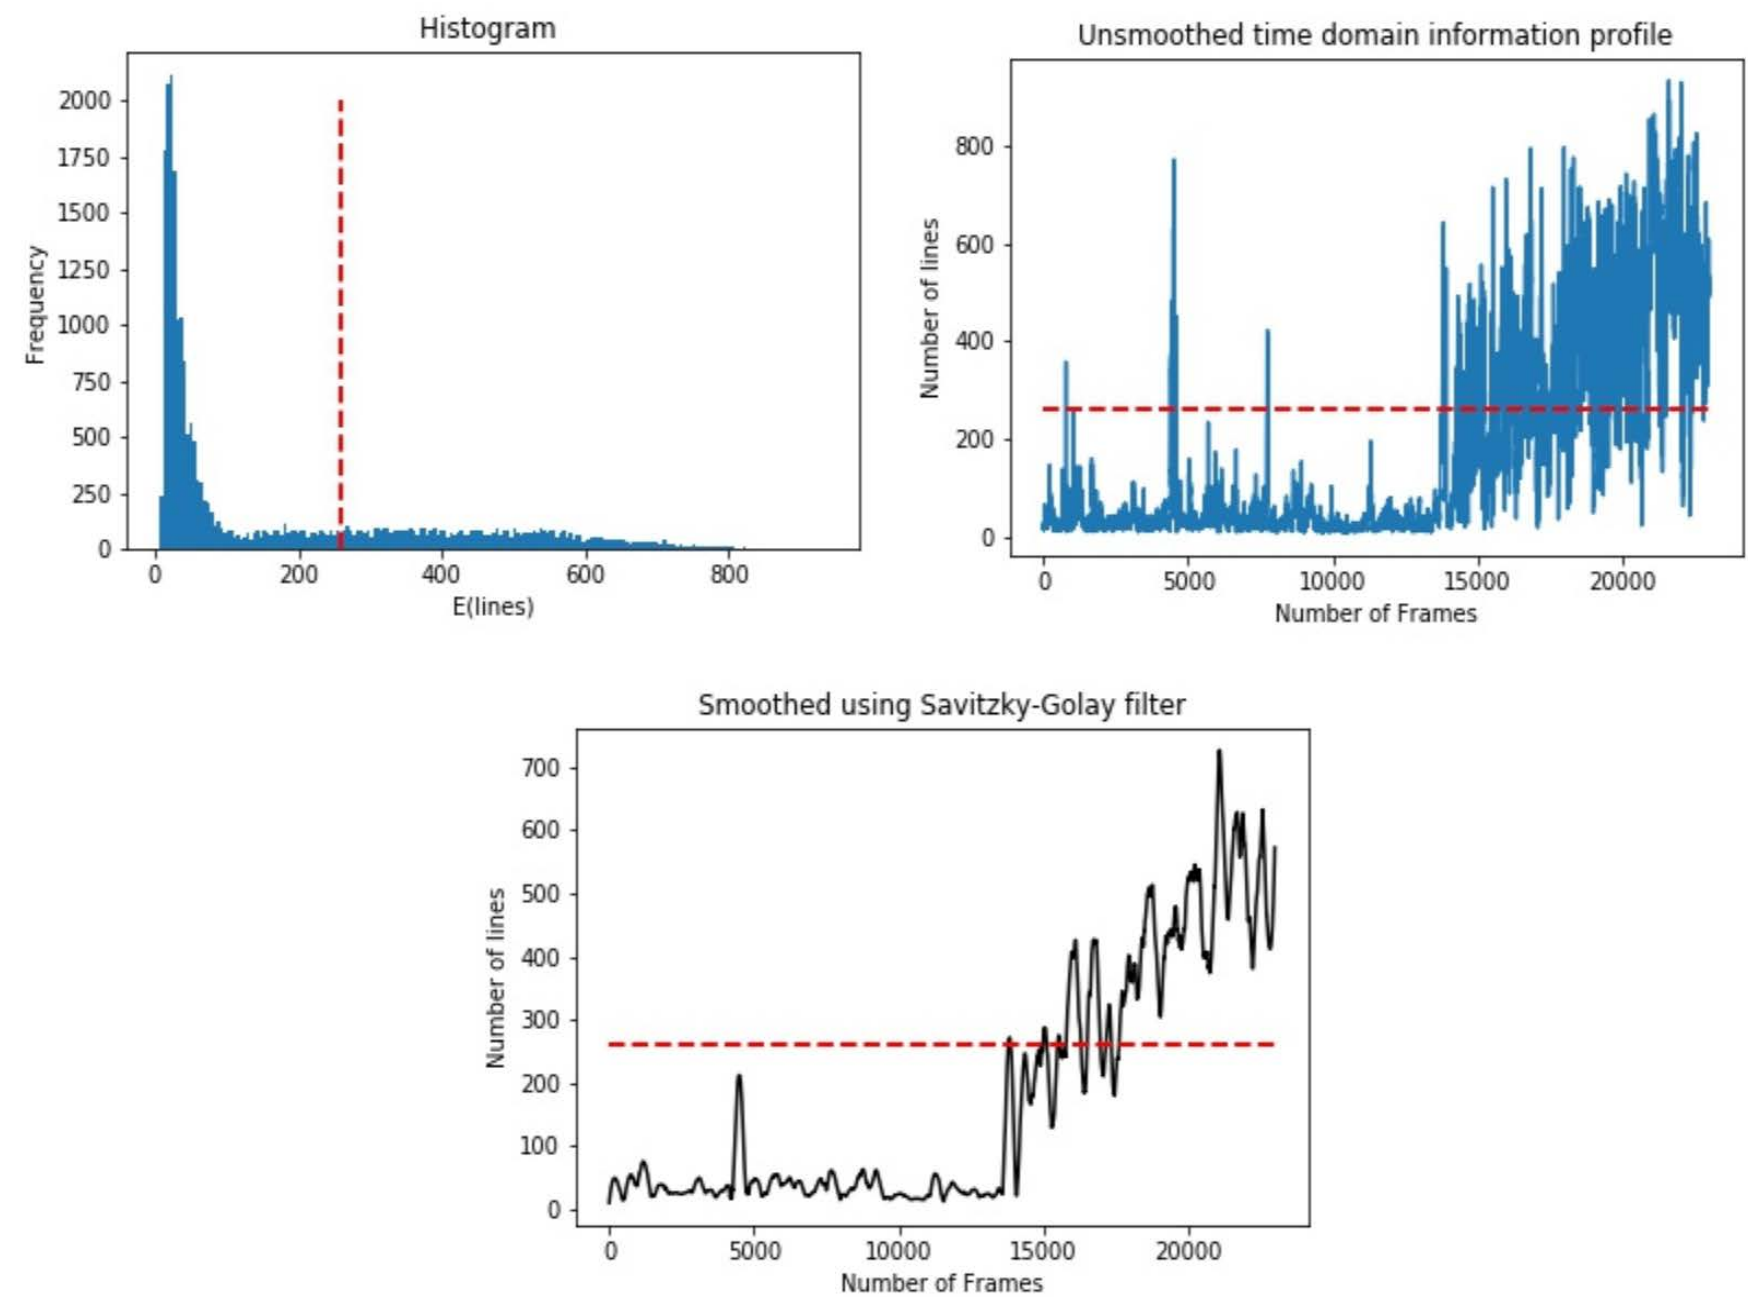 Histogram
Frequency
2000
1750
1500
1250
1000
750
500
250
0
0 200 400 600 800
E(lines)
Unsmoothed time domain information profile
Number of lines
800
600
400
200
0
0 5000 10000 15000 20000
Number of Frames
Smoothed using Savitzky-Golay filter
Number of lines
700
600
500
400
300
200
100
0
0 5000 10000 15000 20000
Number of Frames